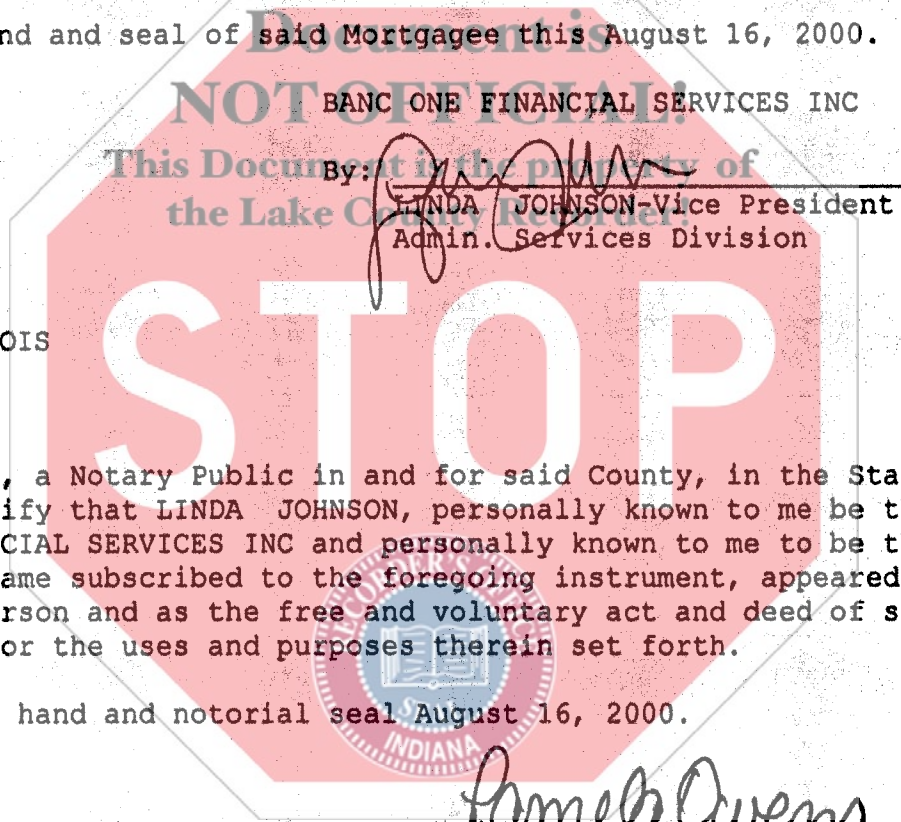 Document is
nd and seal of said Mortgagee this August 16, 2000.
NOT OFFICIAL!
BANC ONE FINANCIAL SERVICES INC
This Document is the property of
By:
the Lake County Recorder!
LINDA JOHNSON-Vice President
Admin. Services Division
OIS
STOP
, a Notary Public in and for said County, in the Sta
ify that LINDA JOHNSON, personally known to me be t
CIAL SERVICES INC and personally known to me to be t
ame subscribed to the foregoing instrument, appeared
rson and as the free and voluntary act and deed of s
or the uses and purposes therein set forth.
hand and notorial seal August 16, 2000.
SEAL
INDIANA
Pamela Owens